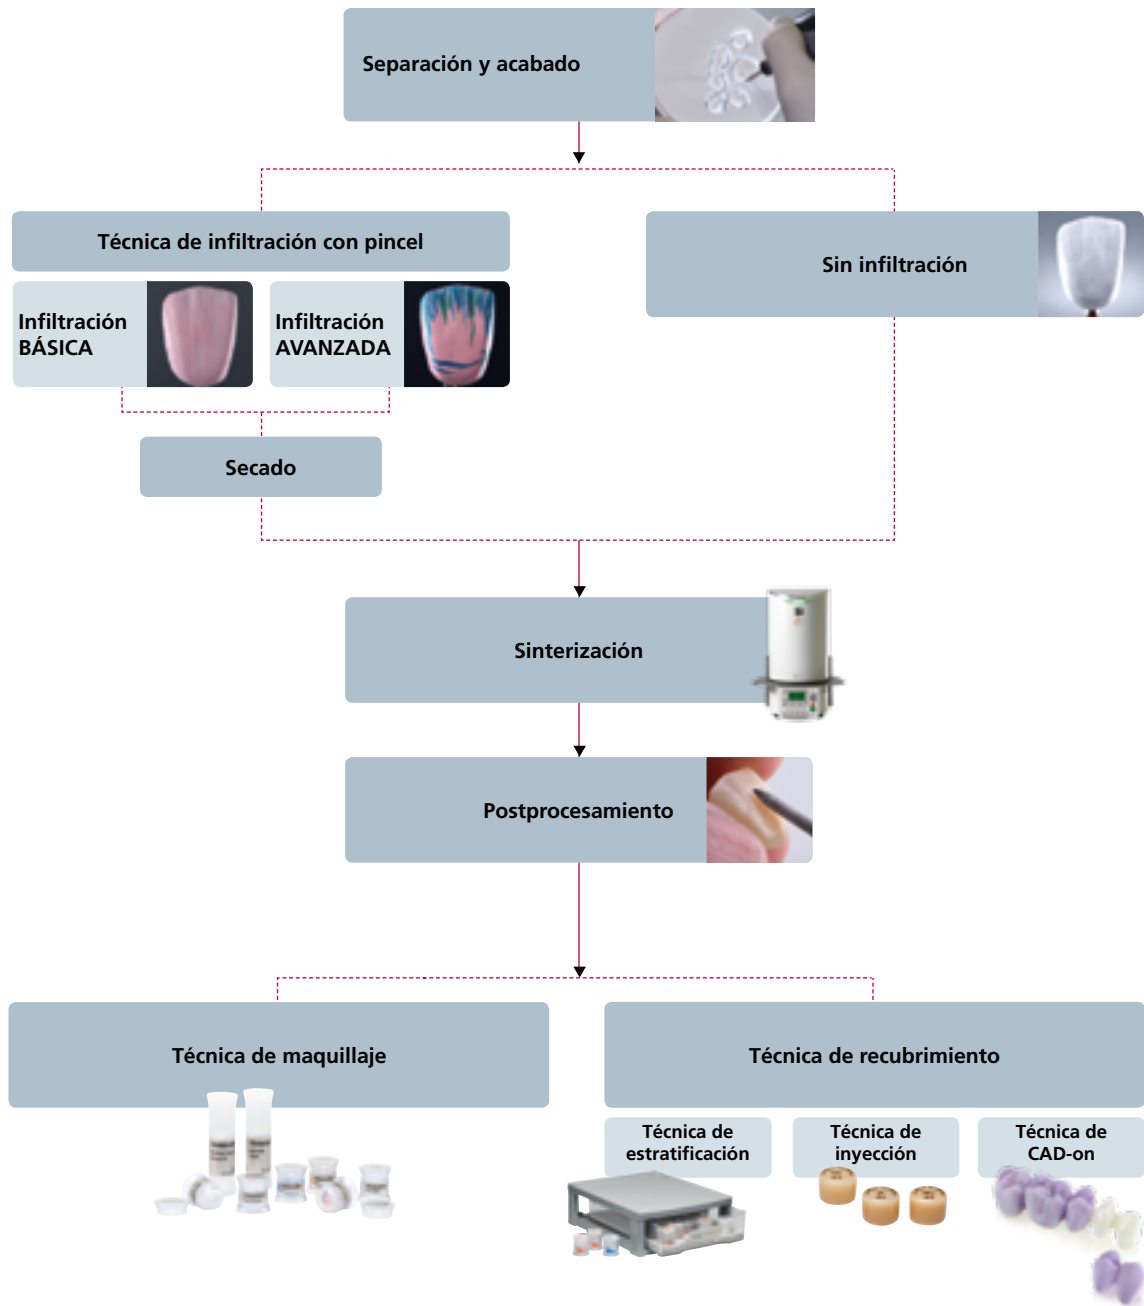 Separación y acabado
Técnica de infiltración con pincel
Sin infiltración
Infiltración
BÁSICA
Infiltración
AVANZADA
Secado
Sinterización
Postprocesamiento
Técnica de maquillaje
Técnica de recubrimiento
Técnica de
estratificación
Técnica de
inyección
Técnica de
CAD-on